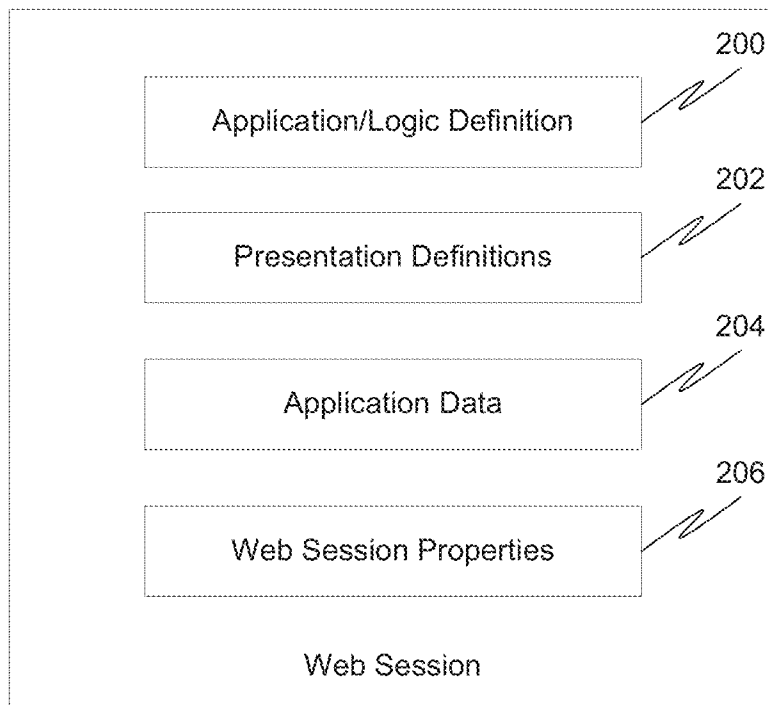 200
Application/Logic Definition
202
Presentation Definitions
204
Application Data
206
Web Session Properties
Web Session